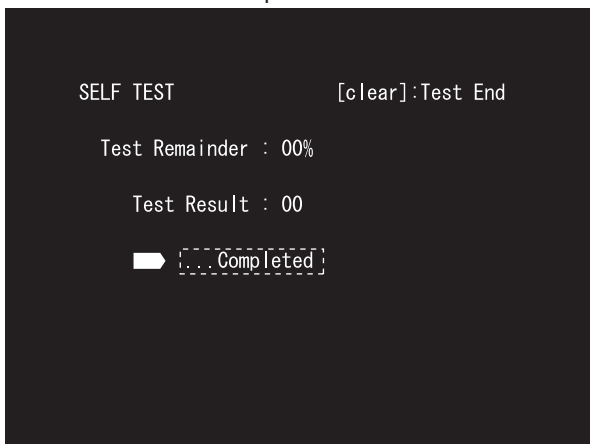 SELF TEST [clear]:Test End
Test Remainder : 00%
Test Result : 00
...Completed